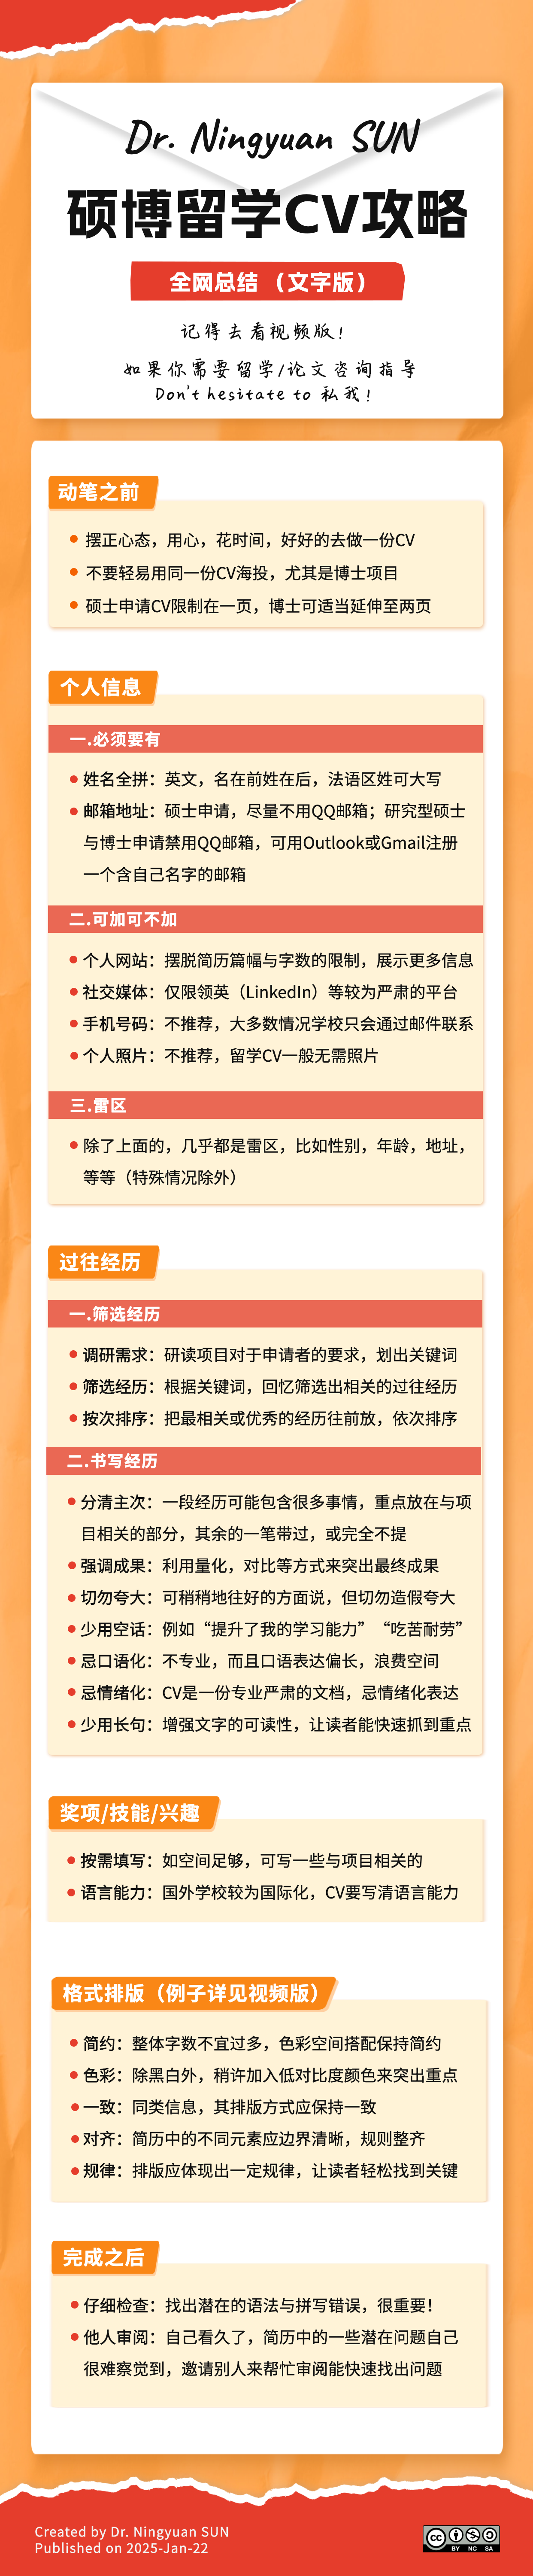 Dr. Ningyuan SUN
硕博留学CV攻略
全网总结（文字版）
记得去看视频版！
如果你需要留学/论文咨询指导
Don't hesitate to 私我！
动笔之前
摆正心态，用心，花时间，好好的去做一份CV
不要轻易用同一份CV海投，尤其是博士项目
硕士申请CV限制在一页，博士可适当延伸至两页
个人信息
一.必须要有
姓名全拼：英文，名在前姓在后，法语区姓可大写
邮箱地址：硕士申请，尽量不用QQ邮箱；研究型硕士
与博士申请禁用QQ邮箱，可用Outlook或Gmail注册
一个含自己名字的邮箱
二.可加可不加
个人网站：摆脱简历篇幅与字数的限制，展示更多信息
社交媒体：仅限领英（LinkedIn）等较为严肃的平台
手机号码：不推荐，大多数情况学校只会通过邮件联系
个人照片：不推荐，留学CV一般无需照片
三.雷区
除了上面的，几乎都是雷区，比如性别，年龄，地址，
等等（特殊情况除外）
过往经历
一.筛选经历
调研需求：研读项目对于申请者的要求，划出关键词
筛选经历：根据关键词，回忆筛选出相关的过往经历
按次排序：把最相关或优秀的经历往前放，依次排序
二.书写经历
分清主次：一段经历可能包含很多事情，重点放在与项
目相关的部分，其余的一笔带过，或完全不提
强调成果：利用量化，对比等方式来突出最终成果
切勿夸大：可稍稍地往好的方面说，但切勿造假夸大
少用空话：例如“提升了我的学习能力”“吃苦耐劳”
忌口语化：不专业，而且口语表达偏长，浪费空间
忌情绪化：CV是一份专业严肃的文档，忌情绪化表达
少用长句：增强文字的可读性，让读者能快速抓到重点
奖项/技能/兴趣
按需填写：如空间足够，可写一些与项目相关的
语言能力：国外学校较为国际化，CV要写清语言能力
格式排版（例子详见视频版）
简约：整体字数不宜过多，色彩空间搭配保持简约
色彩：除黑白外，稍许加入低对比度颜色来突出重点
一致：同类信息，其排版方式应保持一致
对齐：简历中的不同元素应边界清晰，规则整齐
规律：排版应体现出一定规律，让读者轻松找到关键
完成之后
仔细检查：找出潜在的语法与拼写错误，很重要！
他人审阅：自己看久了，简历中的一些潜在问题自己
很难察觉到，邀请别人来帮忙审阅能快速找出问题
Created by Dr. Ningyuan SUN
Published on 2025-Jan-22
cc BY NC SA